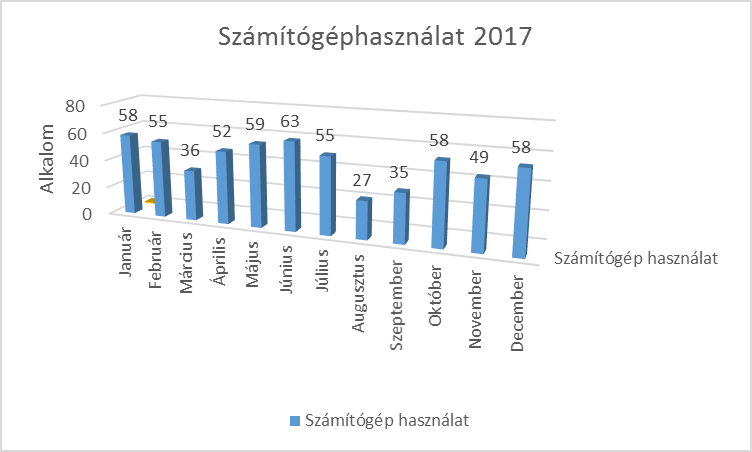 Számítógéphasználat 2017
Alkalom
80
60
40
20
0
58
55
36
52
59
63
55
27
35
58
49
58
Január
Február
Március
Április
Május
Június
Július
Augusztus
Szeptember
Október
November
December
Számítógép használat
Számítógép használat